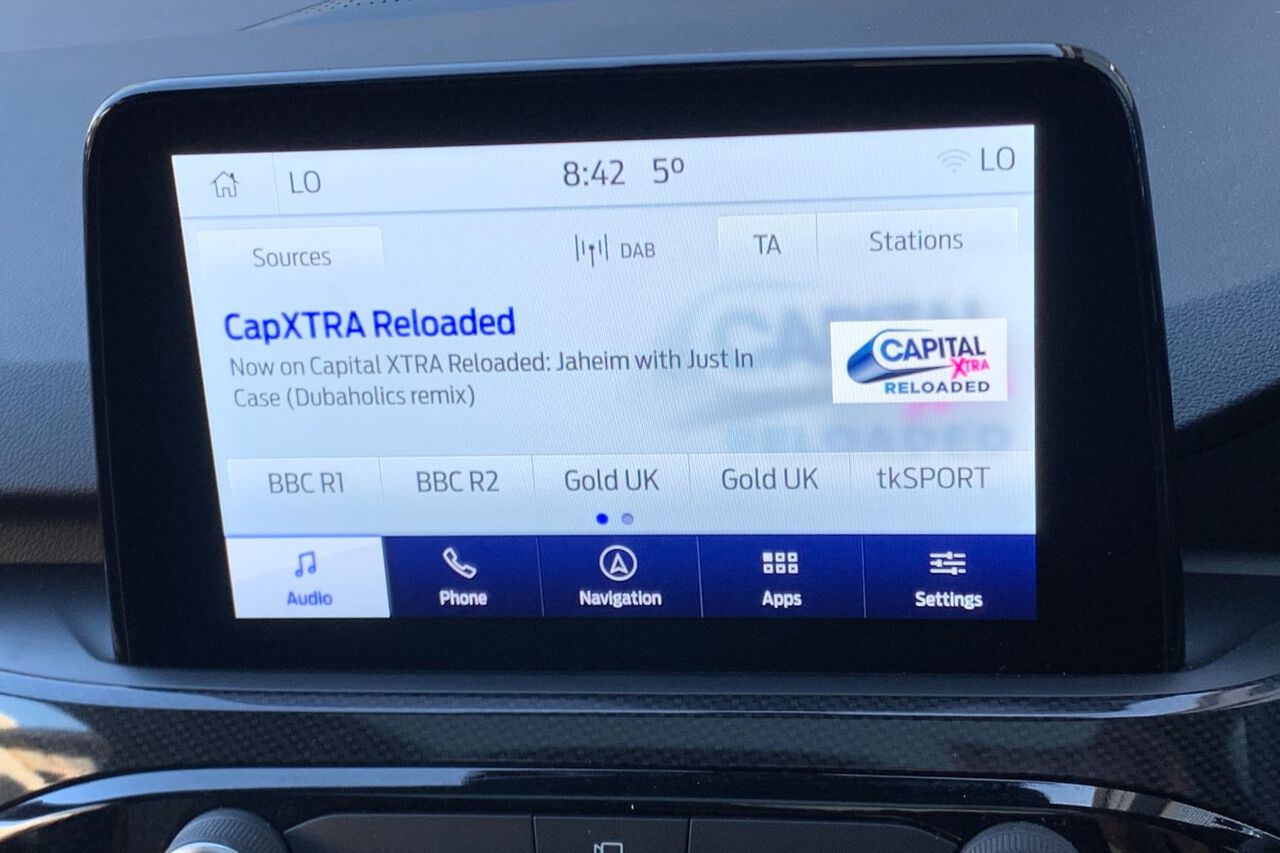 LO 8:42 5º LO
Sources DAB TA Stations
CapXTRA Reloaded
Now on Capital XTRA Reloaded: Jaheim with Just In
Case (Dubaholics remix)
CAPITAL
XTRA
RELOADED
BBC R1 BBC R2 Gold UK Gold UK tkSPORT
Audio Phone Navigation Apps Settings